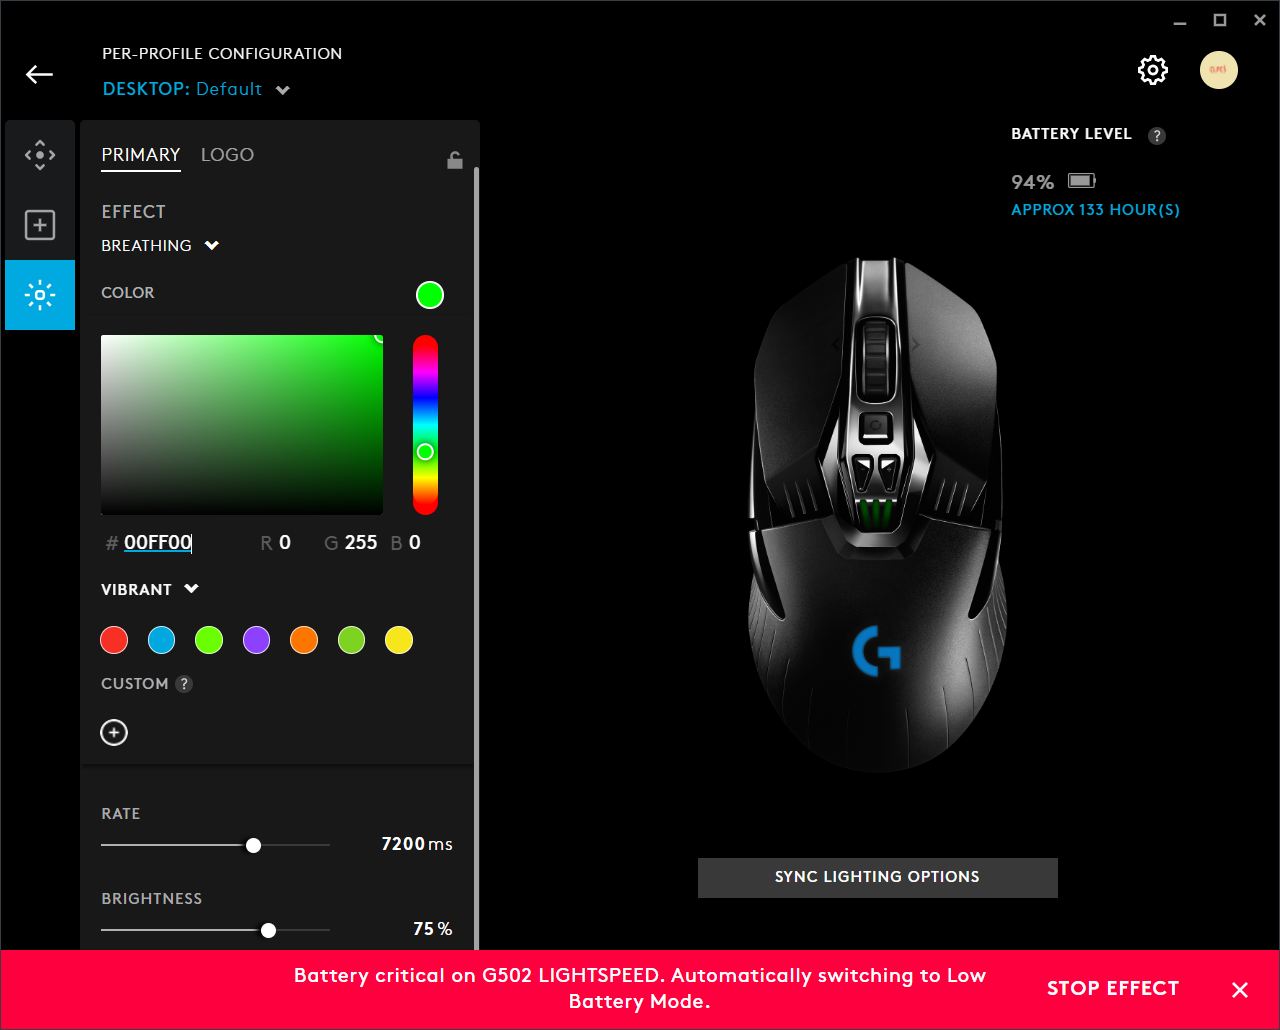 PER-PROFILE CONFIGURATION
DESKTOP: Default
PRIMARY LOGO
EFFECT
BREATHING
COLOR
# 00FF00 R 0 G 255 B 0
VIBRANT
CUSTOM ?
RATE
7200 ms
BRIGHTNESS
75 %
BATTERY LEVEL ?
94%
APPROX 133 HOUR(S)
G
SYNC LIGHTING OPTIONS
Battery critical on G502 LIGHTSPEED. Automatically switching to Low
Battery Mode.
STOP EFFECT